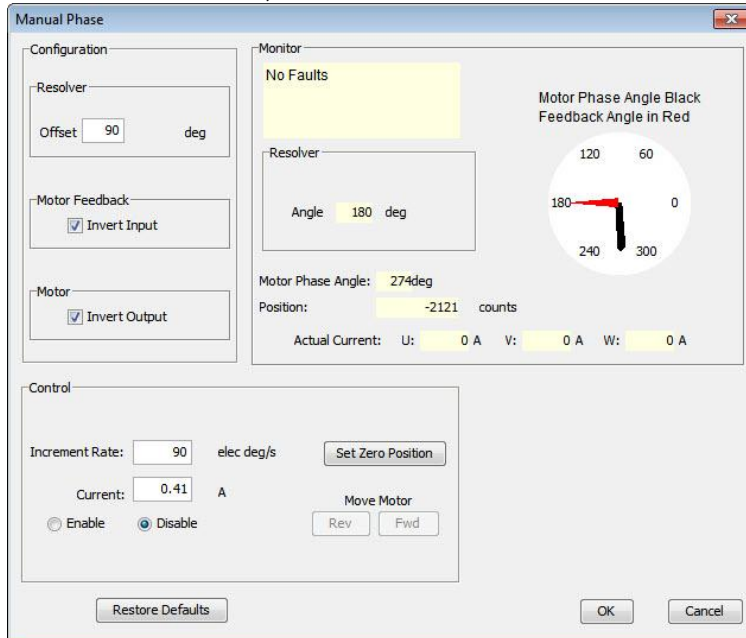 Manual Phase
Configuration
Resolver
Offset 90 deg
Motor Feedback
Invert Input
Motor
Invert Output
Monitor
No Faults
Motor Phase Angle Black
Feedback Angle in Red
120 60
180 0
240 300
Resolver
Angle 180 deg
Motor Phase Angle: 274deg
Position: -2121 counts
Actual Current: U: 0 A V: 0 A W: 0 A
Control
Increment Rate: 90 elec deg/s
Set Zero Position
Current: 0.41 A
Move Motor
Enable Disable
Rev Fwd
Restore Defaults
OK Cancel